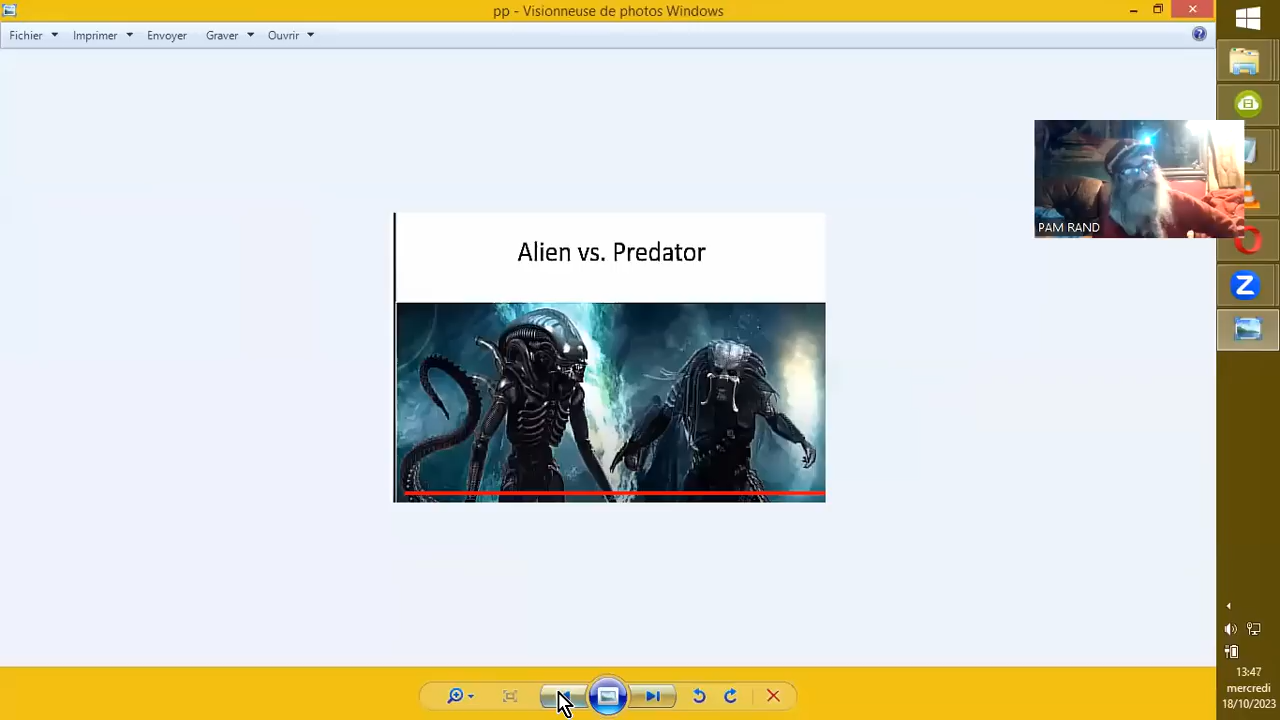 pp - Visionneuse de photos Windows
Fichier Imprimer Envoyer Graver Ouvrir
PAM RAND
Alien vs. Predator
13:47
mercredi
18/10/2023